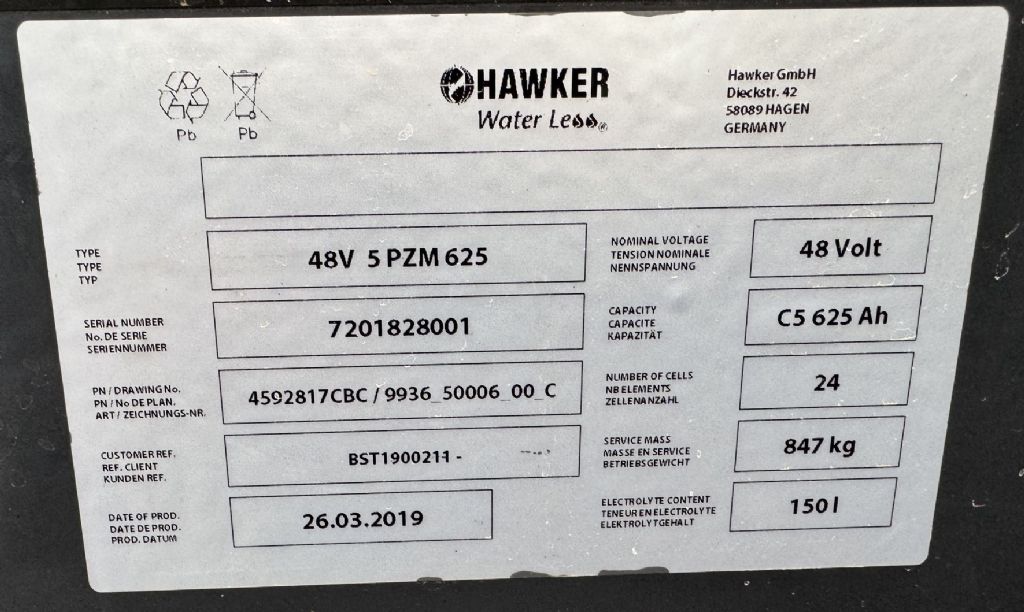 Pb
Pb
HAWKER
Water Less®
Hawker GmbH
Dieckstr. 42
58089 HAGEN
GERMANY
TYPE
TYPE
TYP
48V 5 PZM 625
NOMINAL VOLTAGE
TENSION NOMINALE
NENNSPANNUNG
48 Volt
SERIAL NUMBER
No. DE SERIE
SERIENNUMMER
7201828001
CAPACITY
CAPACITE
KAPAZITÄT
C5 625 Ah
PN / DRAWING No.
PN / No DE PLAN.
ART / ZEICHNUNGS-NR.
4592817CBC / 9936_50006_00_C
NUMBER OF CELLS
NB ELEMENTS
ZELLENANZAHL
24
CUSTOMER REF.
REF. CLIENT
KUNDEN REF.
BST1900211 -
SERVICE MASS
MASSE EN SERVICE
BETRIEBSGEWICHT
847 kg
DATE OF PROD.
DATE DE PROD.
PROD. DATUM
26.03.2019
ELECTROLYTE CONTENT
TENEUR EN ELECTROLYTE
ELEKTROLYTGEHALT
150 l